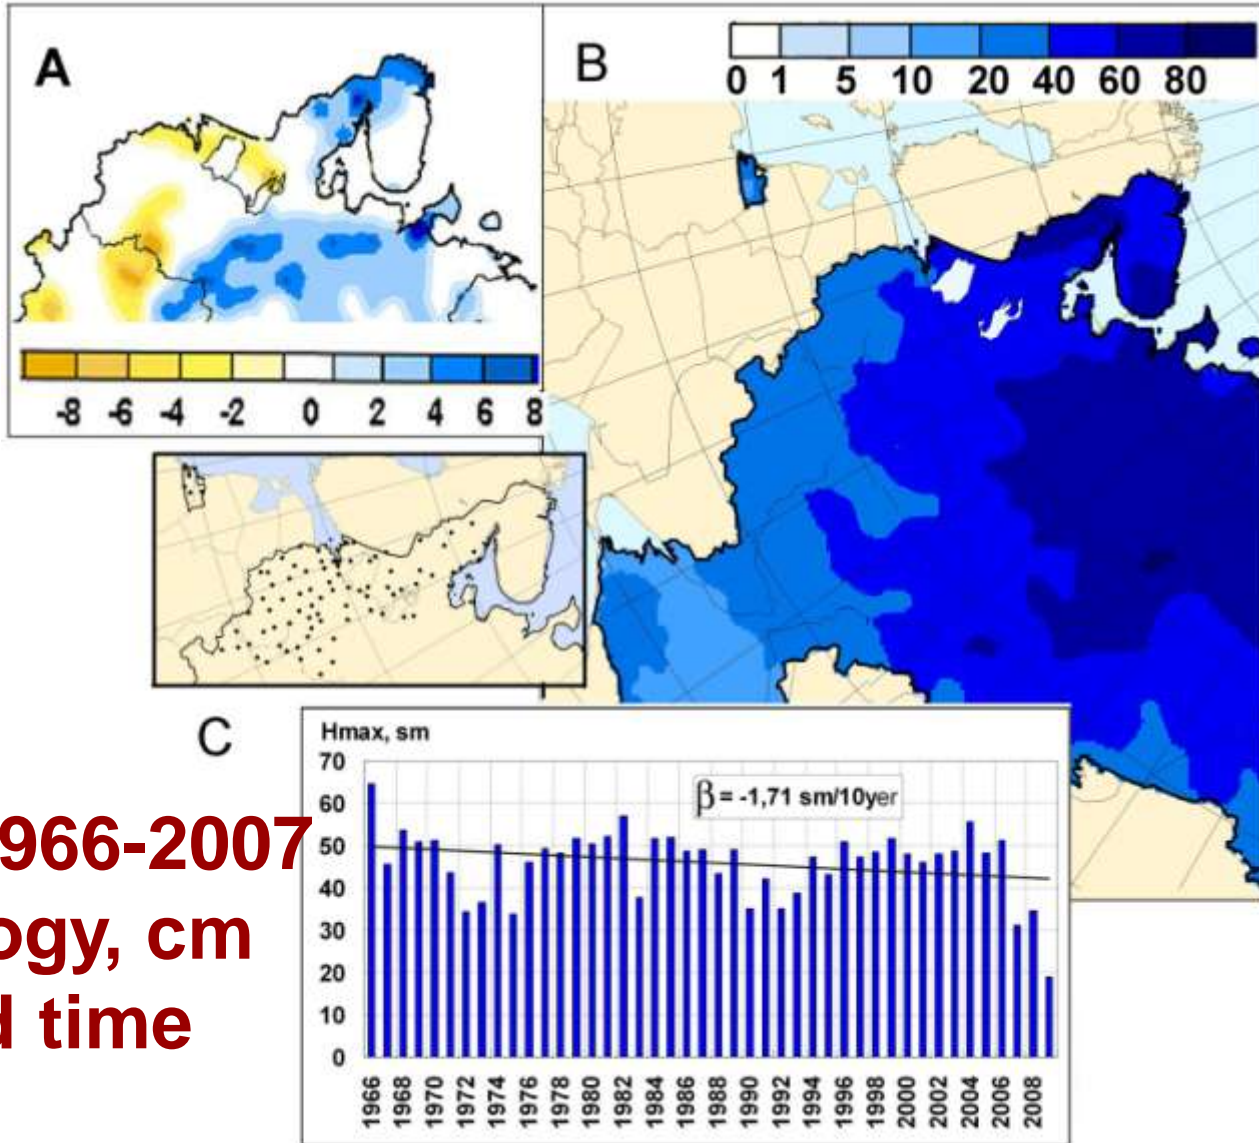 A
B
0 1 5 10 20 40 60 80
-8 -6 -4 -2 0 2 4 6 8
C
Hmax, sm
70
60
50
40
30
20
10
0
β = -1,71 sm/10yer
1966 1968 1970 1972 1974 1976 1978 1980 1982 1984 1986 1988 1990 1992 1994 1996 1998 2000 2002 2004 2006 2008
966-2007
ogy, cm
d time